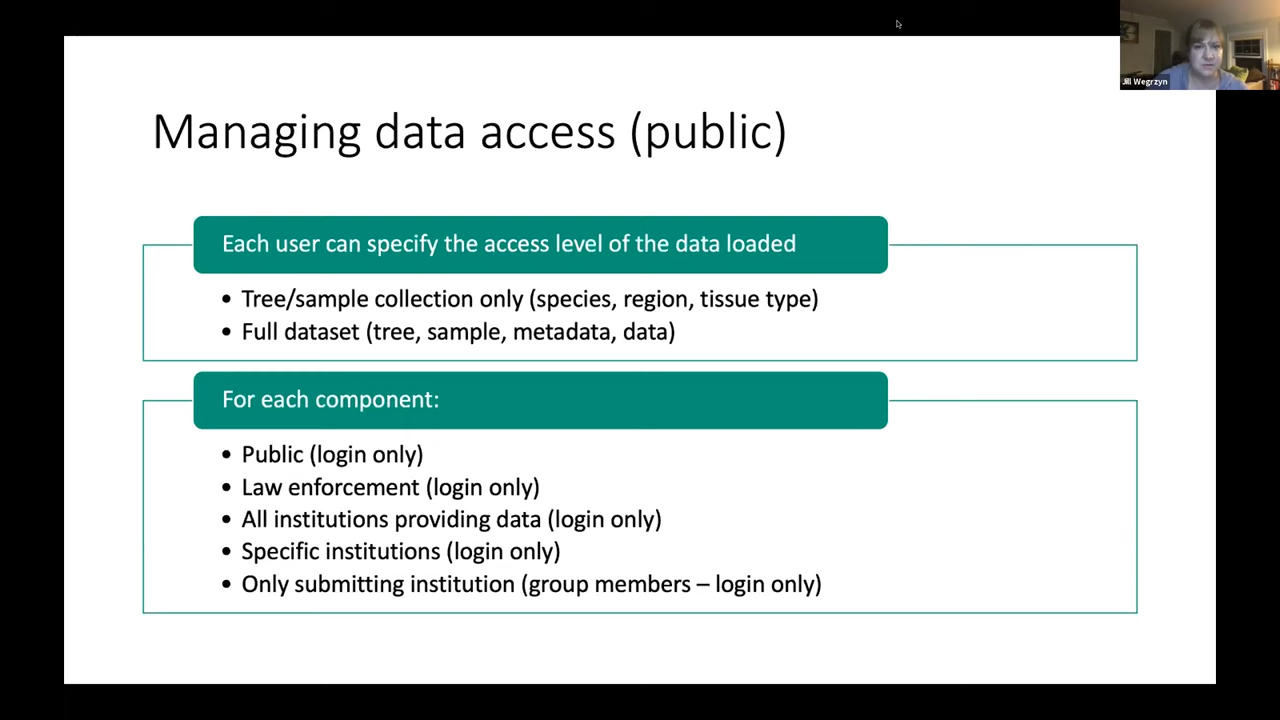 Jill Wegrzyn
Managing data access (public)
Each user can specify the access level of the data loaded
• Tree/sample collection only (species, region, tissue type)
• Full dataset (tree, sample, metadata, data)
For each component:
• Public (login only)
• Law enforcement (login only)
• All institutions providing data (login only)
• Specific institutions (login only)
• Only submitting institution (group members – login only)